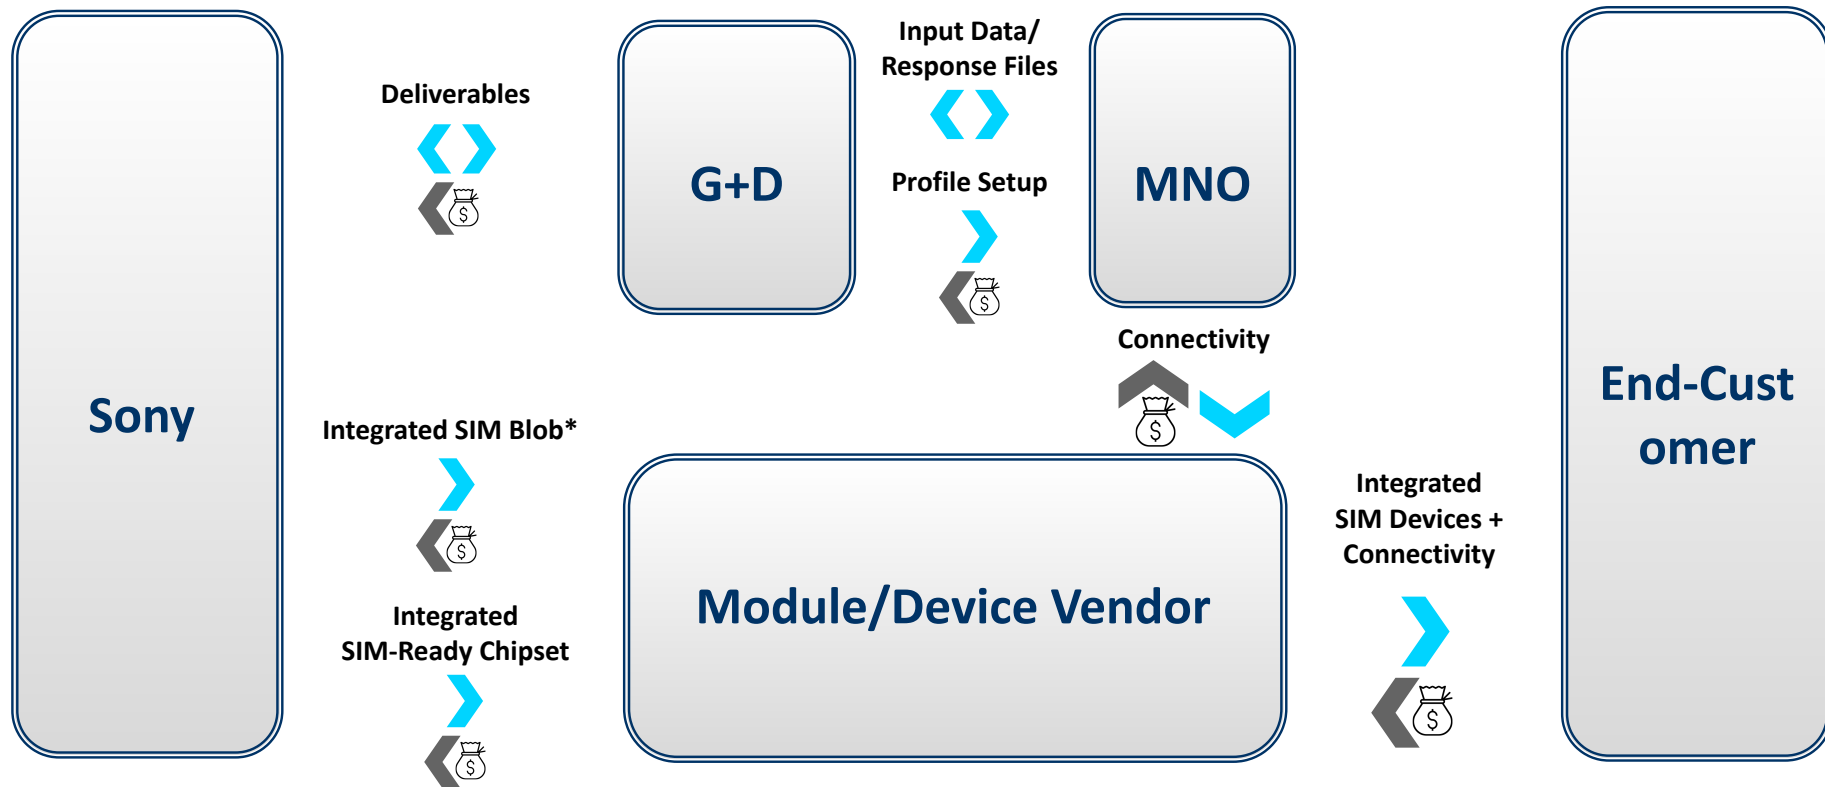 Input Data/
Response Files
Deliverables
G+D
Profile Setup
MNO
Connectivity
Sony
Integrated SIM Blob*
End-Cust
omer
Integrated
SIM Devices +
Connectivity
Module/Device Vendor
Integrated
SIM-Ready Chipset
$
$
$
$
$
$